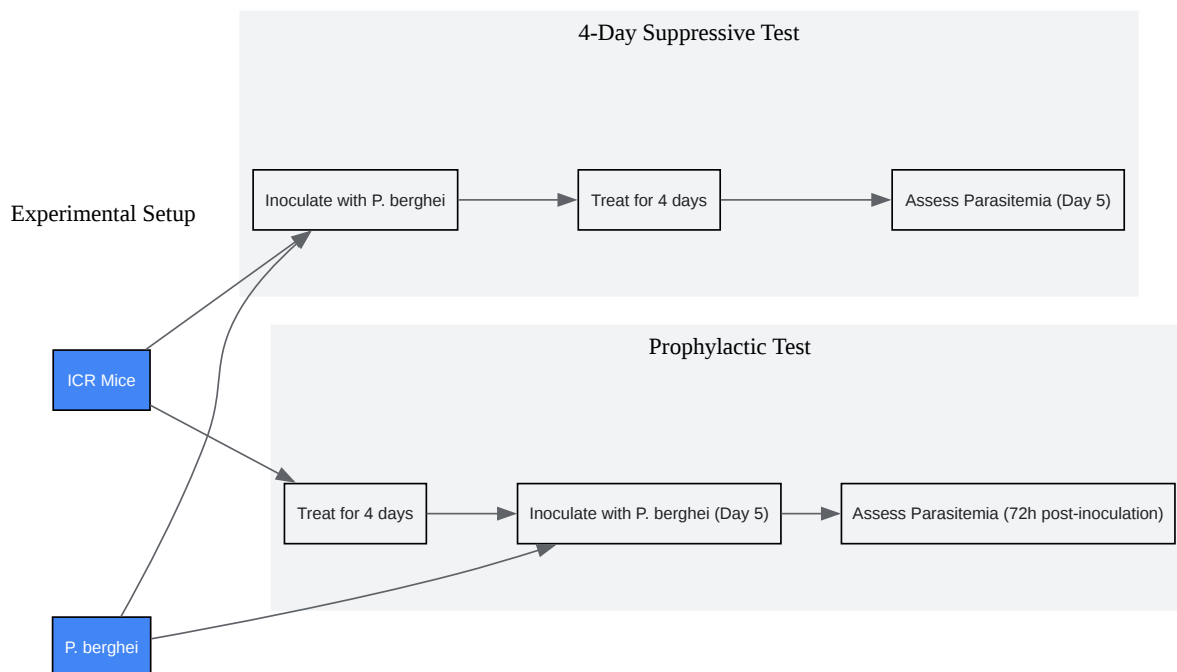 4-Day Suppressive Test
Inoculate with P. berghei
Treat for 4 days
Assess Parasitemia (Day 5)
Experimental Setup
Prophylactic Test
ICR Mice
Treat for 4 days
Inoculate with P. berghei (Day 5)
Assess Parasitemia (72h post-inoculation)
P. berghei